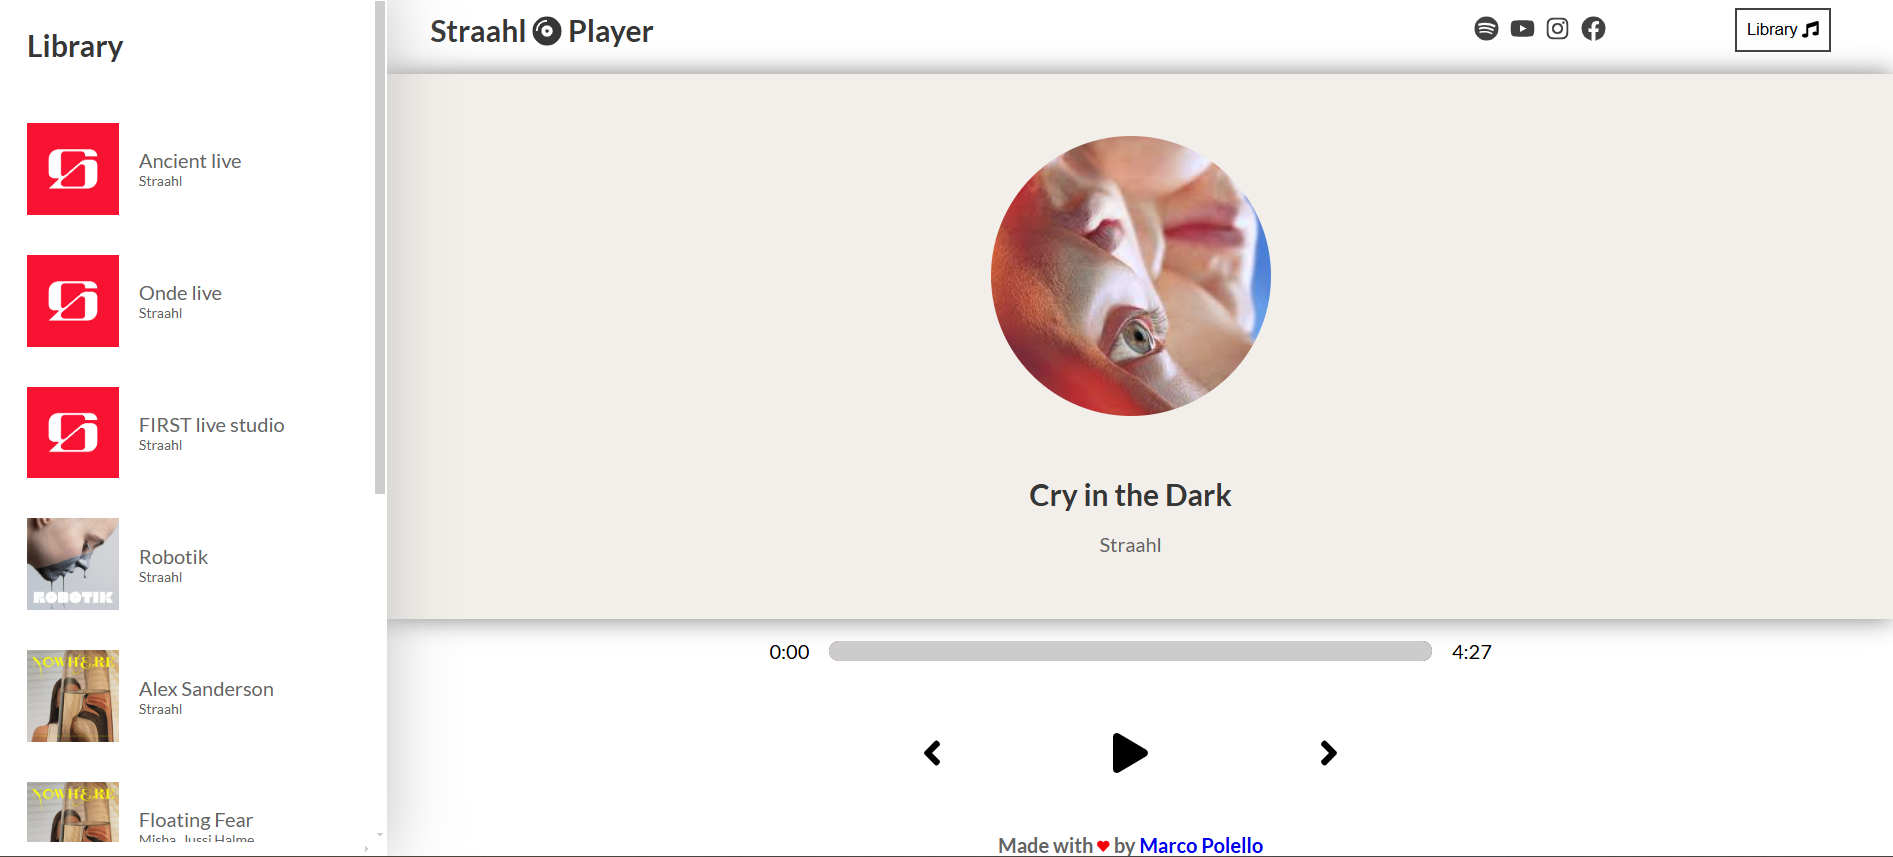 Library
Ancient live
Straahl
Onde live
Straahl
FIRST live studio
Straahl
ROBOTIK
Robotik
Straahl
NOWHERE
Alex Sanderson
Straahl
NOWHERE
Floating Fear
Misha, Jussi Halme
Straahl Player
Library
Cry in the Dark
Straahl
0:00 4:27
Made with by Marco Polello